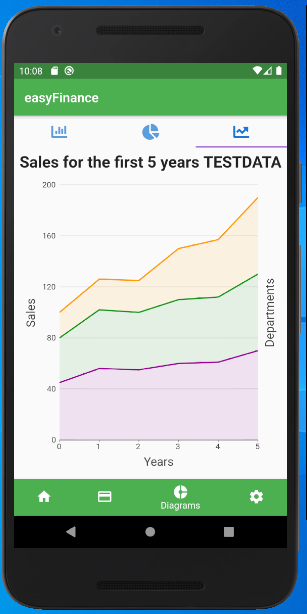 10:08
easyFinance
Sales for the first 5 years TESTDATA
200
160
120
80
40
0
0 1 2 3 4 5
Sales
Departments
Years
Diagrams